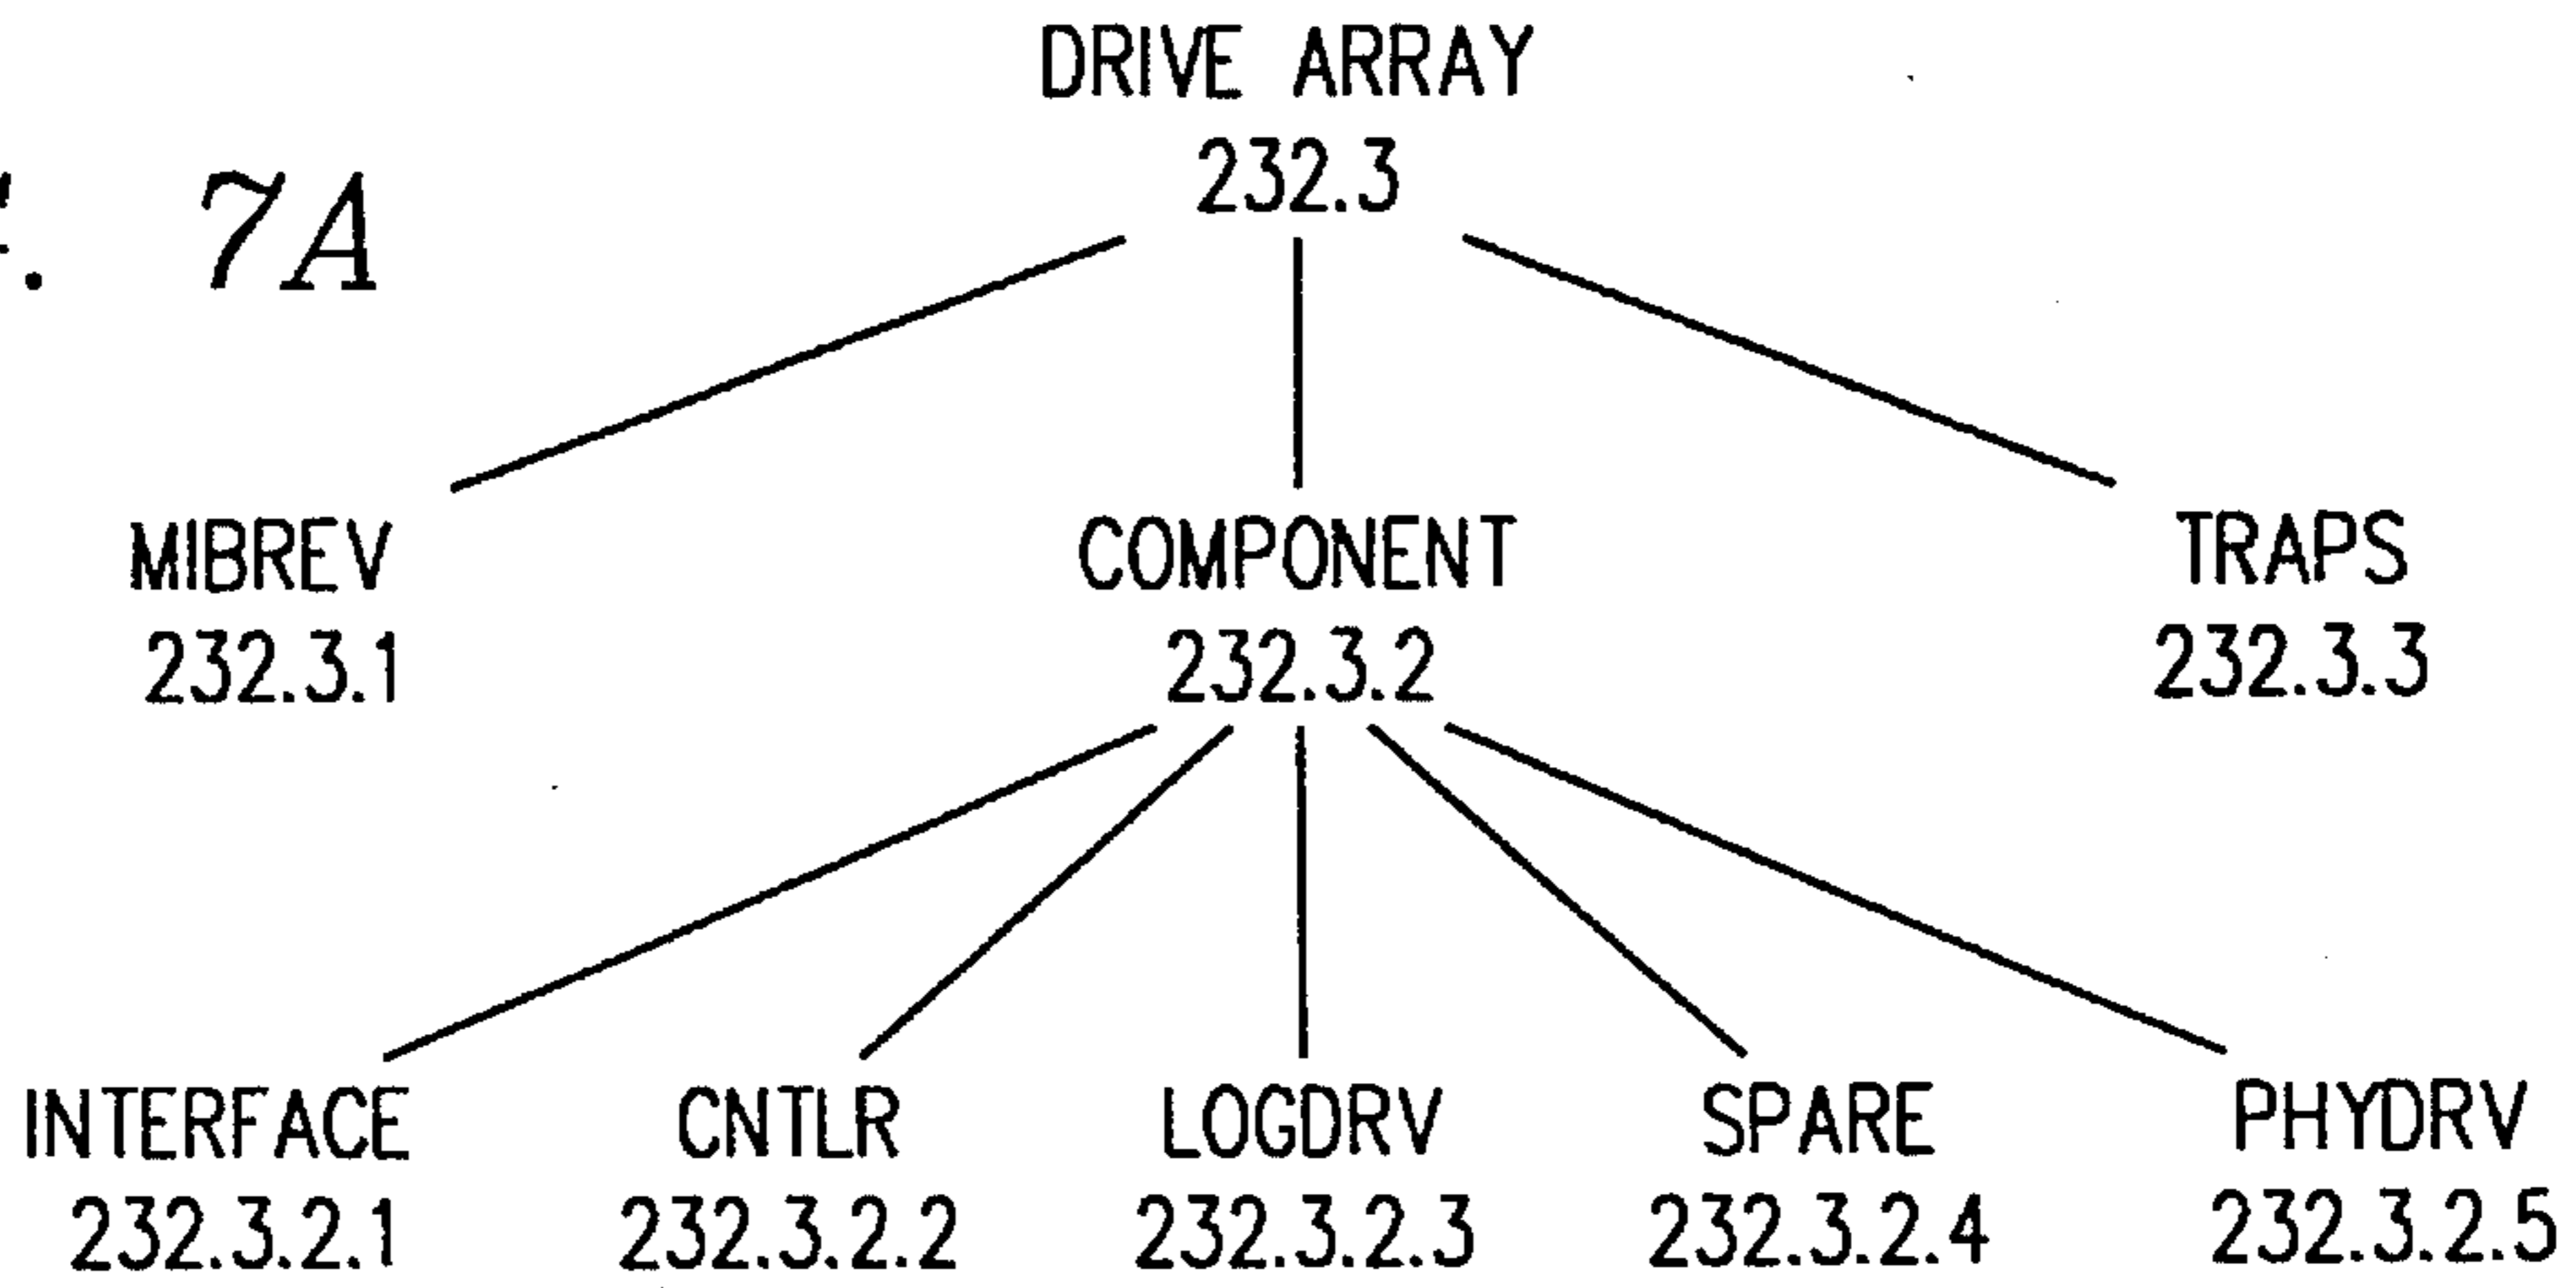 DRIVE ARRAY
232.3
. 7A
MIBREV
232.3.1
COMPONENT
232.3.2
TRAPS
232.3.3
INTERFACE
232.3.2.1
CNTLR
232.3.2.2
LOGDRV
232.3.2.3
SPARE
232.3.2.4
PHYDRV
232.3.2.5